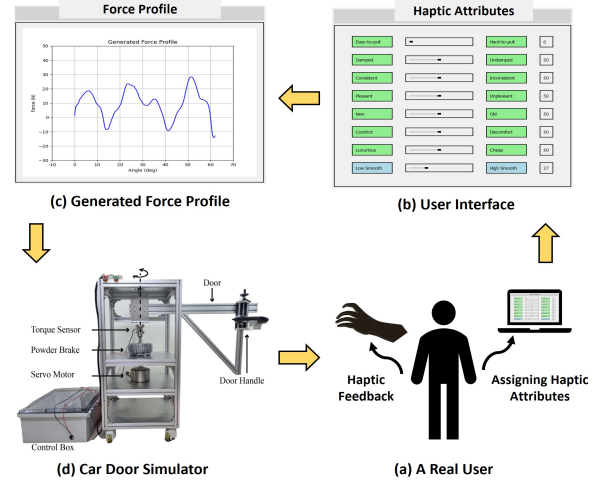 Force Profile
Generated Force Profile
50
40
30
20
10
0
−10
−20
−30
Force (N)
-10
0
10
20
30
40
50
60
70
Angle (deg)
(c) Generated Force Profile
Haptic Attributes
Easy-to-pull Hard-to-pull 0
Damped Undamped 50
Consistent Inconsistent 50
Pleasant Unpleasant 50
New Old 50
Comfort Discomfort 50
Luxurious Cheap 50
Low Smooth High Smooth 27
(b) User Interface
Door
Torque Sensor
Powder Brake
Servo Motor
Door Handle
Control Box
(d) Car Door Simulator
Haptic
Feedback
Assigning Haptic
Attributes
(a) A Real User